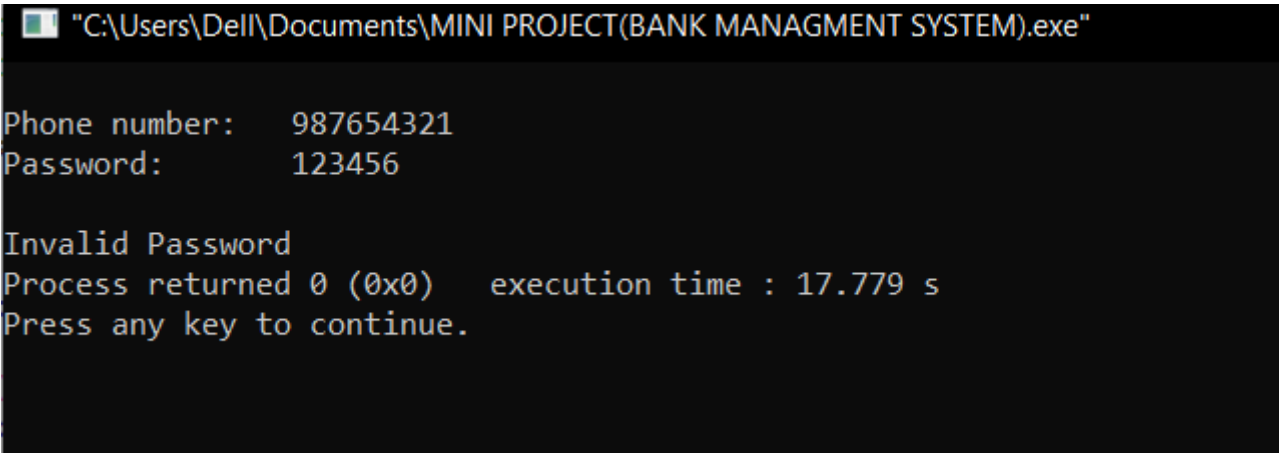 "C:\Users\Dell\Documents\MINI PROJECT(BANK MANAGMENT SYSTEM).exe"
Phone number:   987654321
Password:       123456
Invalid Password
Process returned 0 (0x0)   execution time : 17.779 s
Press any key to continue.